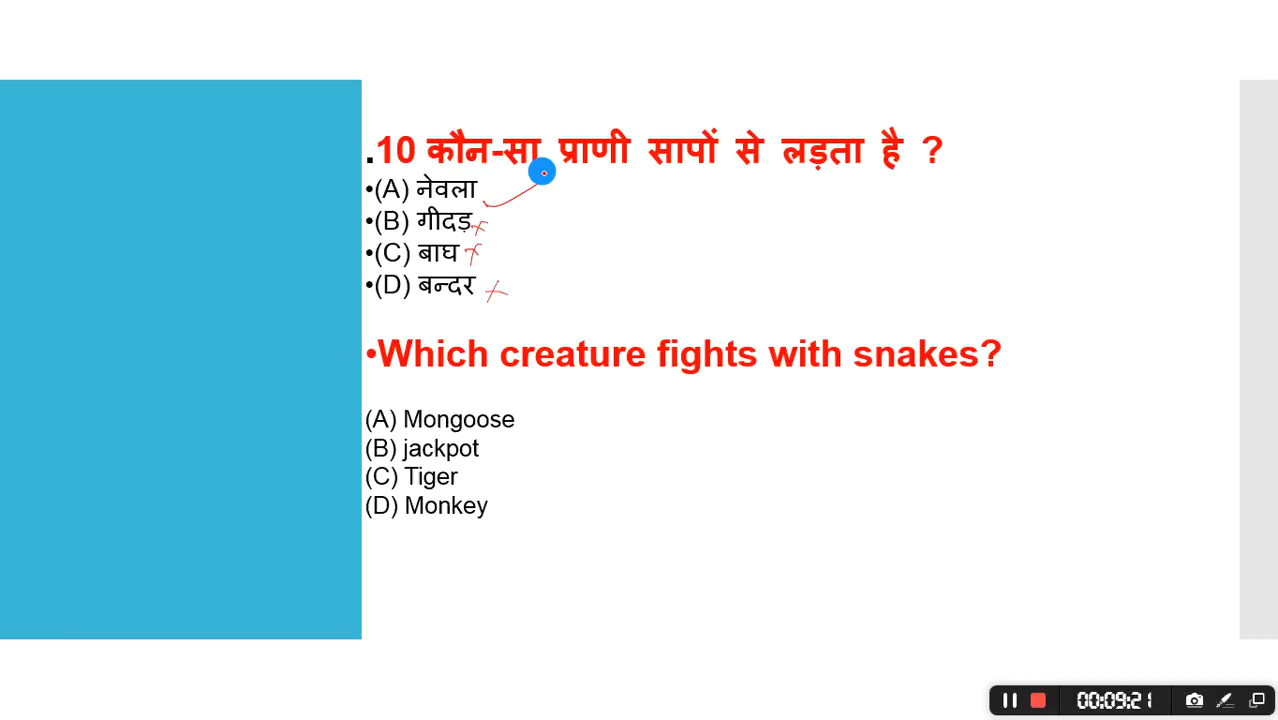 .10 कौन-सा प्राणी सापों से लड़ता है ?
•(A) नेवला
•(B) गीदड़
•(C) बाघ
•(D) बन्दर
•Which creature fights with snakes?
(A) Mongoose
(B) jackpot
(C) Tiger
(D) Monkey
00:09:21